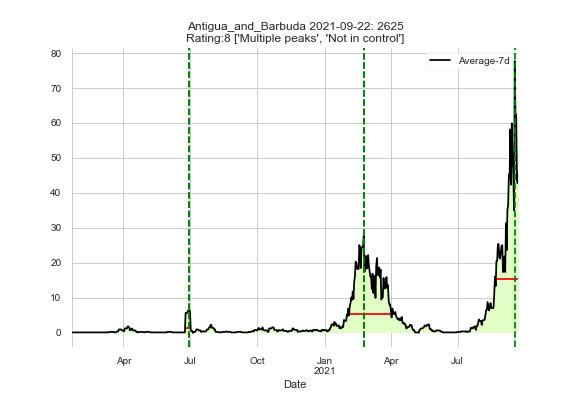 Antigua_and_Barbuda 2021-09-22: 2625
Rating:8 ['Multiple peaks', 'Not in control']
Average-7d
80
70
60
50
40
30
20
10
0
Apr Jul Oct Jan Apr Jul
2021
Date